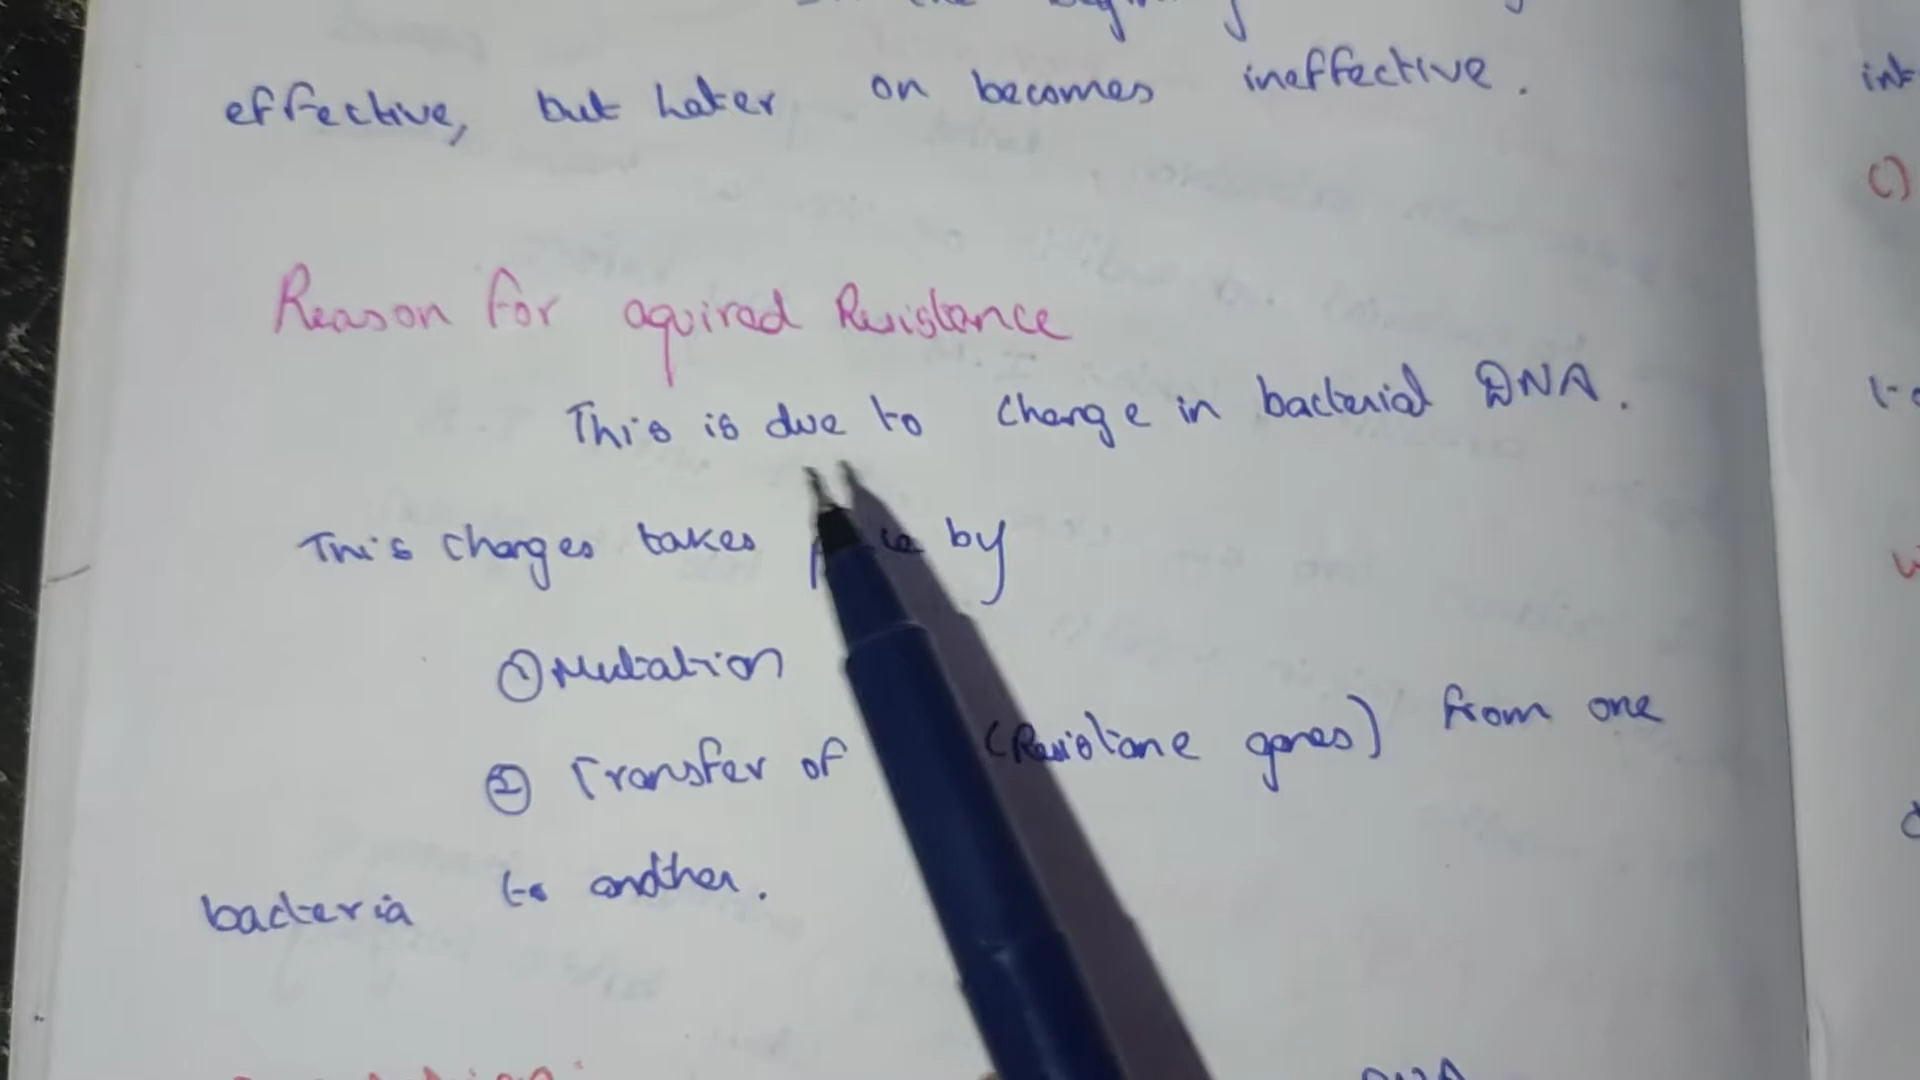 effective, but later on becomes ineffective.
Reason for aquired Resistance
This is due to change in bacterial DNA.
This changes takes by
① Mutation
② Transfer of (Resistane genes) from one
bacteria to another.